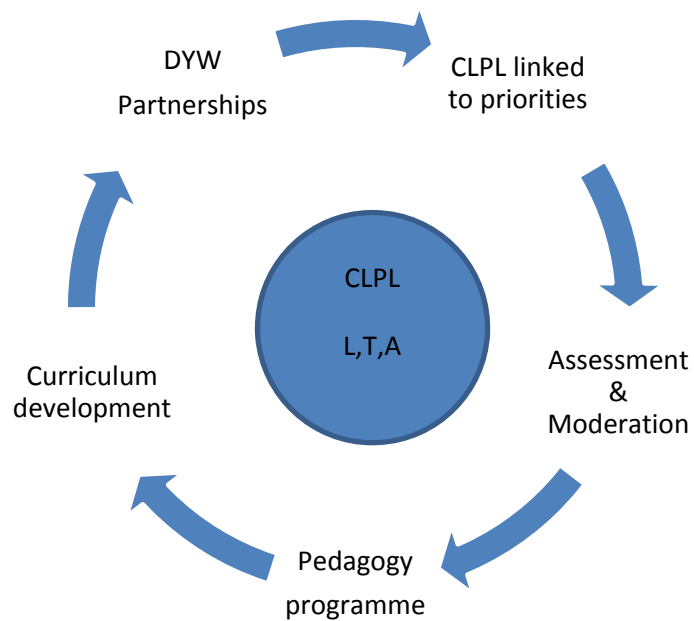 DYW
Partnerships
CLPL linked
to priorities
CLPL
L,T,A
Assessment
&
Moderation
Curriculum
development
Pedagogy
programme